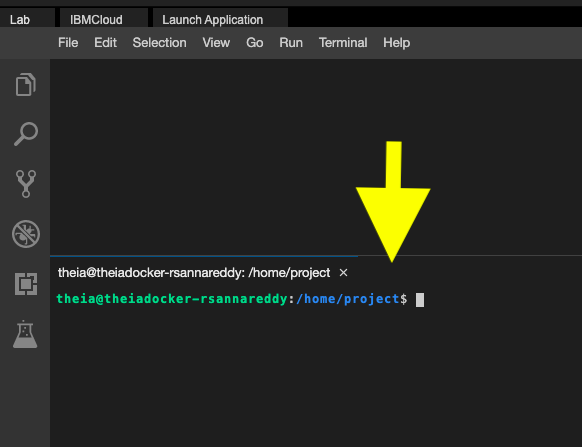 Lab IBMCloud Launch Application
File Edit Selection View Go Run Terminal Help
theia@theiadocker-rsannareddy: /home/project ×
theia@theiadocker-rsannareddy:/home/project$